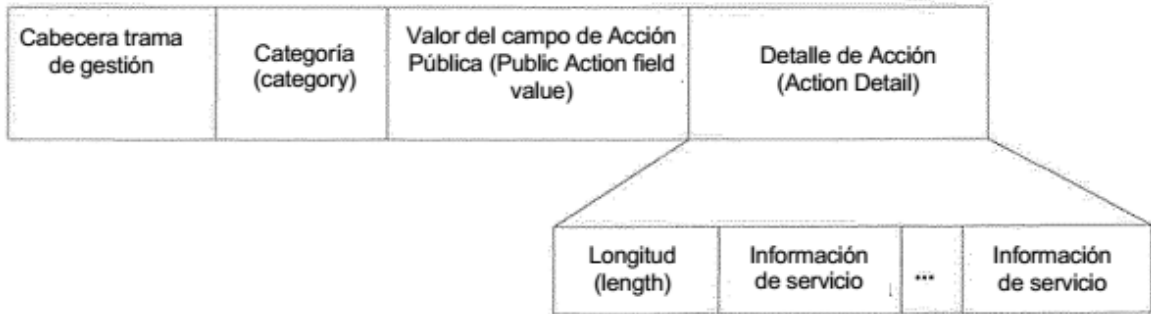 Cabecera trama
de gestión
Categoría
(category)
Valor del campo de Acción
Pública (Public Action field
value)
Detalle de Acción
(Action Detail)
Longitud
(length)
Información
de servicio
...
Información
de servicio